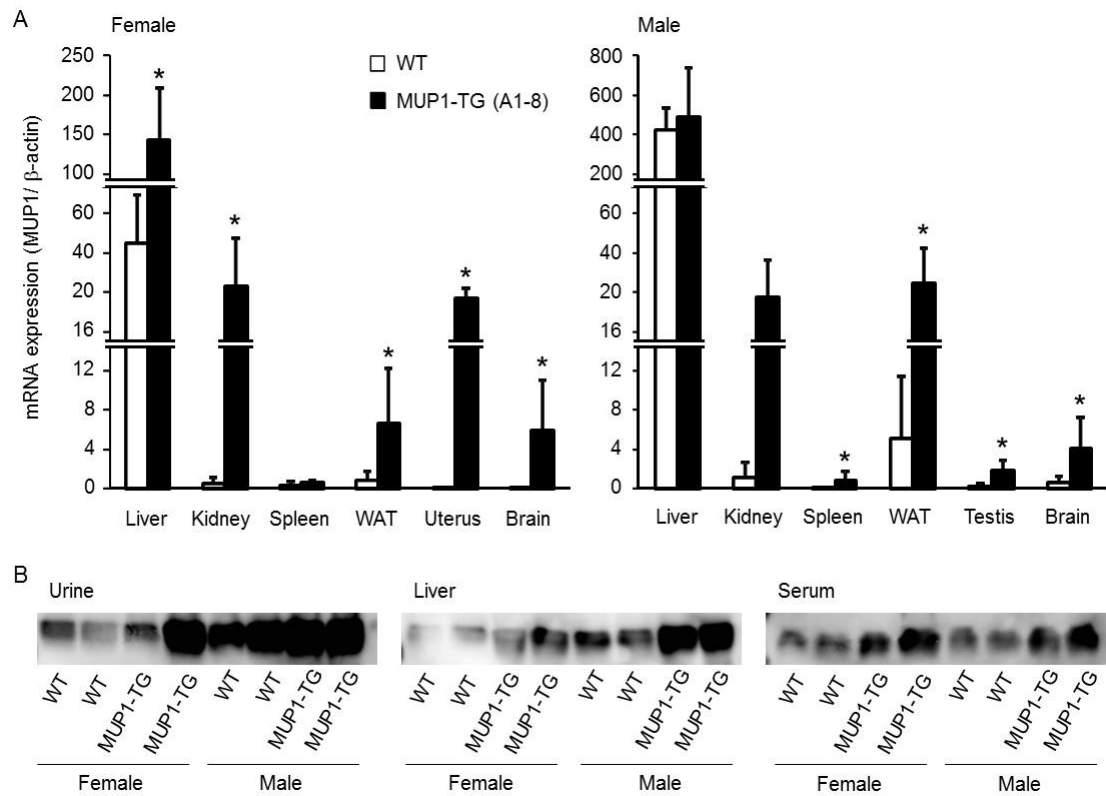 A
Female
Male
mRNA expression (MUP1/ β-actin)
250
200
150
100
60
40
20
16
12
8
4
0
*
*
*
*
*
WT
MUP1-TG (A1-8)
Liver Kidney Spleen WAT Uterus Brain
800
600
400
200
60
40
20
16
12
8
4
0
*
*
*
*
Liver Kidney Spleen WAT Testis Brain
B
Urine
WT WT MUP1-TG MUP1-TG WT WT MUP1-TG MUP1-TG
Female Male
Liver
WT WT MUP1-TG MUP1-TG WT WT MUP1-TG MUP1-TG
Female Male
Serum
WT WT MUP1-TG MUP1-TG WT WT MUP1-TG MUP1-TG
Female Male